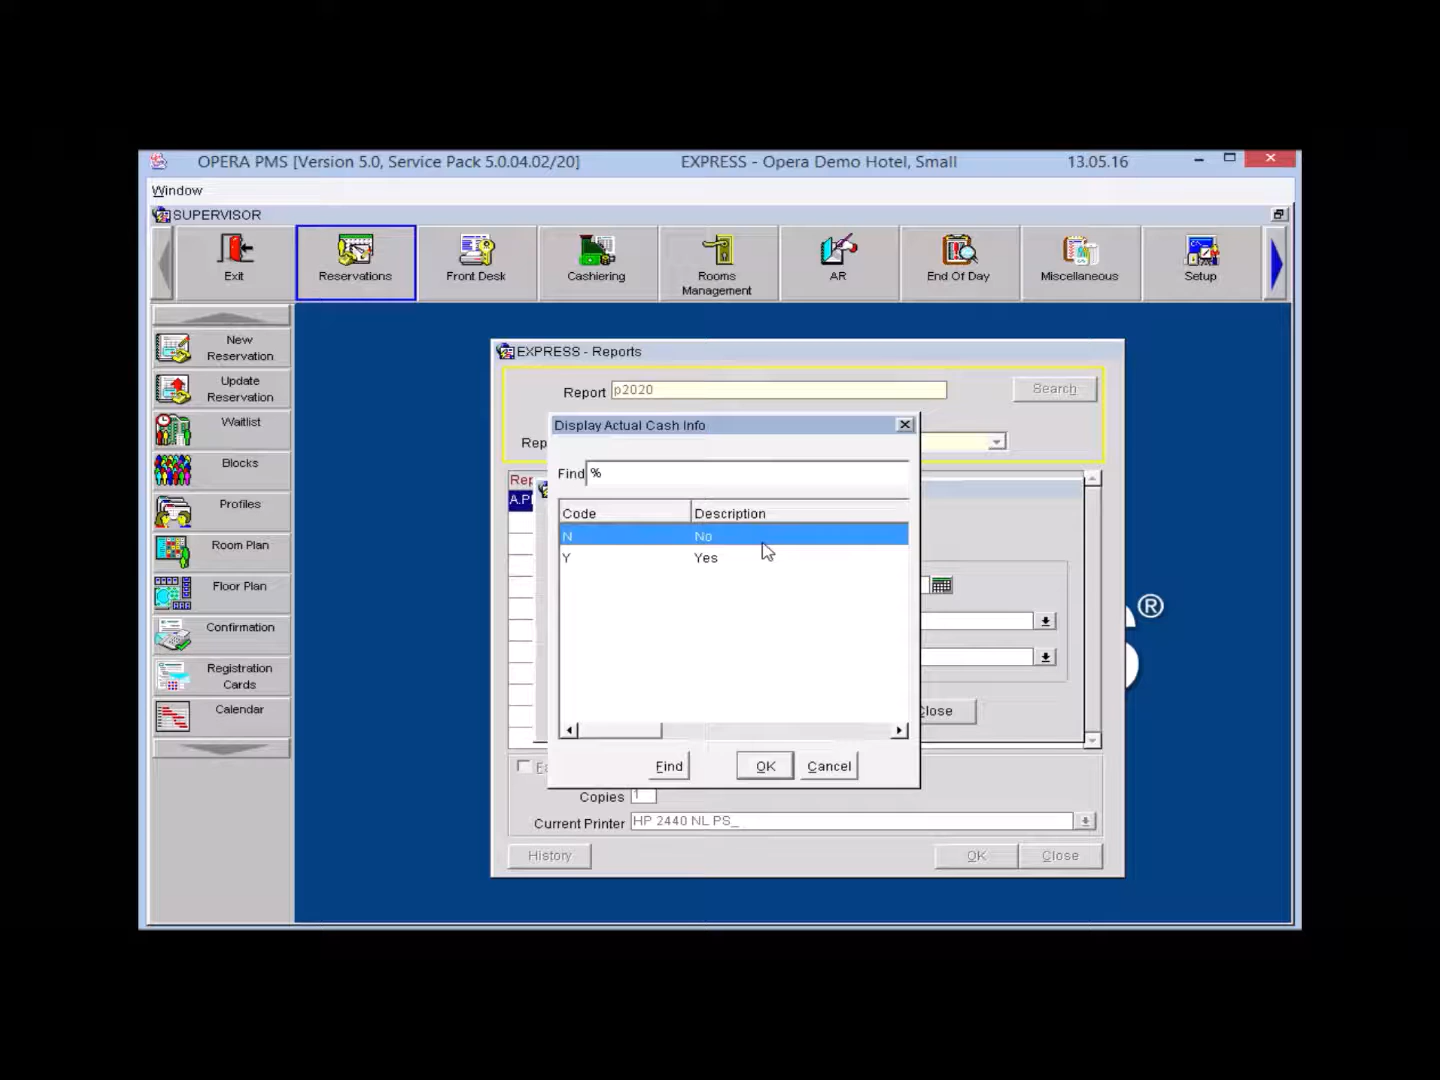 OPERA PMS [Version 5.0, Service Pack 5.0.04.02/20] EXPRESS - Opera Demo Hotel, Small 13.05.16
Window
SUPERVISOR
Exit
Reservations
Front Desk
Cashiering
Rooms
Management
AR
End Of Day
Miscellaneous
Setup
New
Reservation
Update
Reservation
Waitlist
Blocks
Profiles
Room Plan
Floor Plan
Confirmation
Registration
Cards
Calendar
EXPRESS - Reports
Report p2020 Search
Display Actual Cash Info
Find %
Code Description
N No
Y Yes
Find OK Cancel
Copies 1
Current Printer HP 2440 NL PS_
History OK Close
®